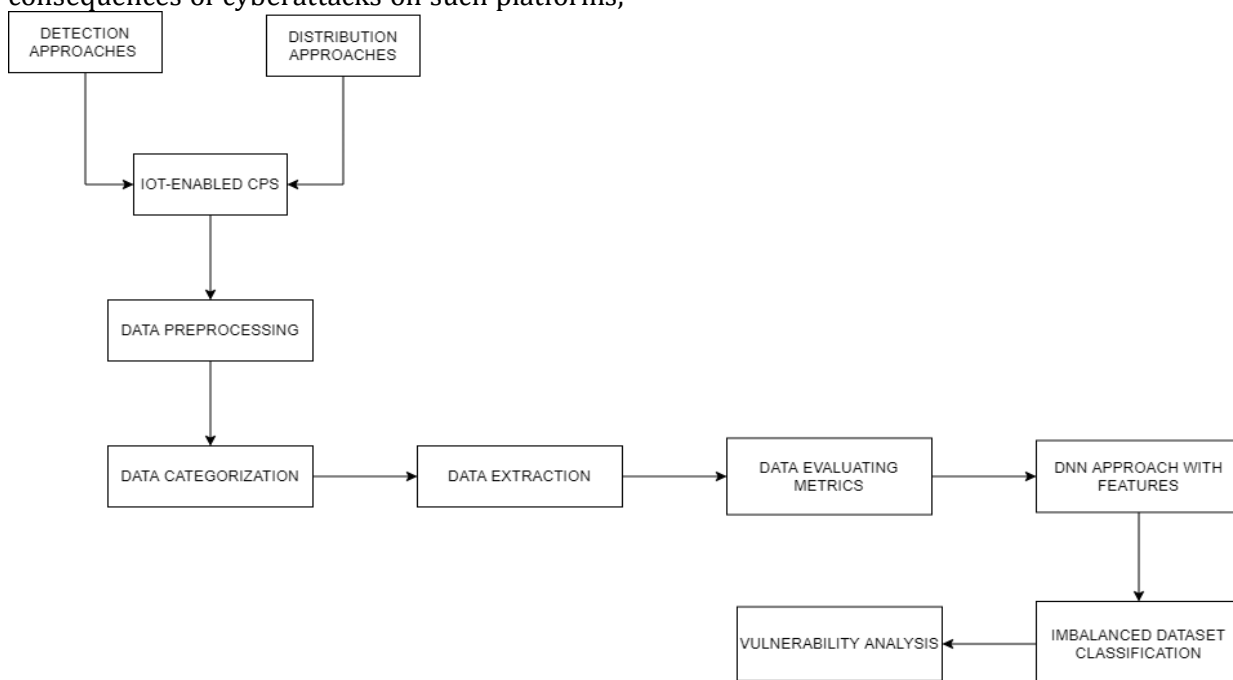 consequences of cyberattacks on such platforms,
DETECTION
APPROACHES
DISTRIBUTION
APPROACHES
IOT-ENABLED CPS
DATA PREPROCESSING
DATA CATEGORIZATION
DATA EXTRACTION
DATA EVALUATING
METRICS
DNN APPROACH WITH
FEATURES
VULNERABILITY ANALYSIS
IMBALANCED DATASET
CLASSIFICATION